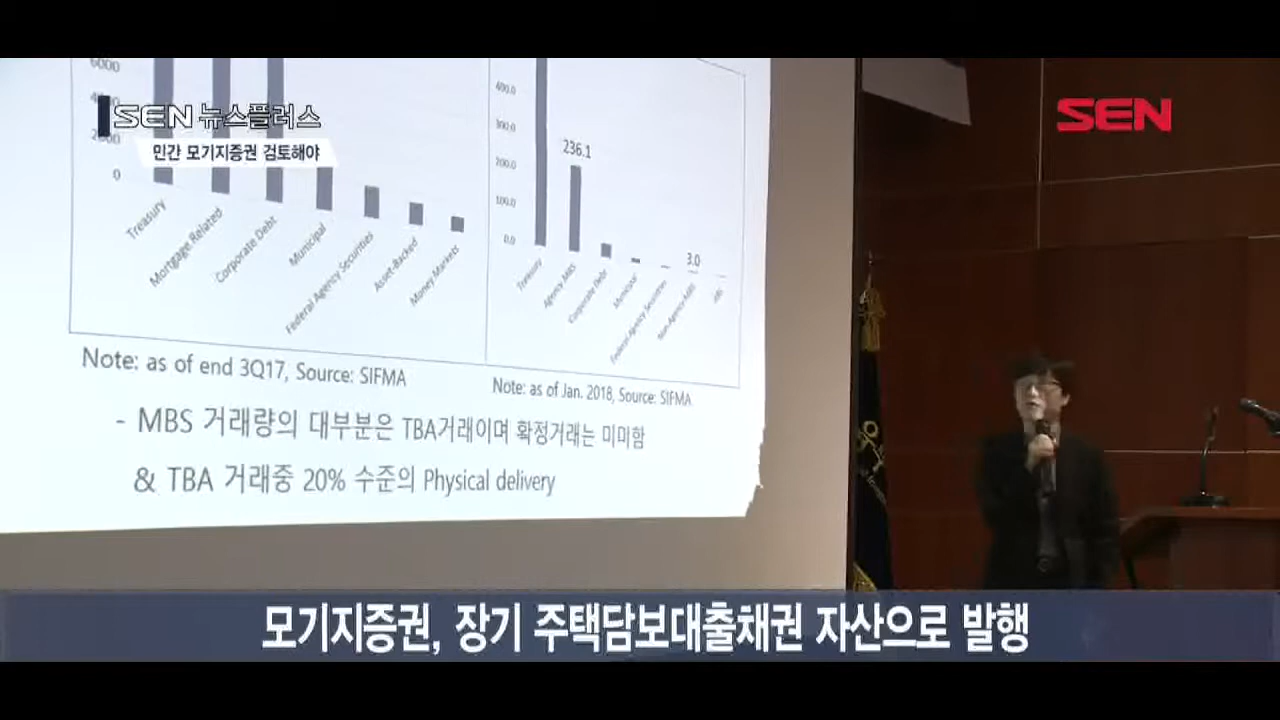 SEN 뉴스플러스
민간 모기지증권 검토해야
SEN
6000
2000
0
Treasury
Mortgage Related
Corporate Debt
Municipal
Federal Agency Securities
Asset-Backed
Money Markets
400.0
300.0
200.0
100.0
0.0
236.1
3.0
Treasury
Agency MBS
Corporate Debt
Municipal
Federal Agency Securities
Non-Agency MBS
ABS
Note: as of end 3Q17, Source: SIFMA
Note: as of Jan. 2018, Source: SIFMA
- MBS 거래량의 대부분은 TBA거래이며 확정거래는 미미함
& TBA 거래중 20% 수준의 Physical delivery
모기지증권, 장기 주택담보대출채권 자산으로 발행